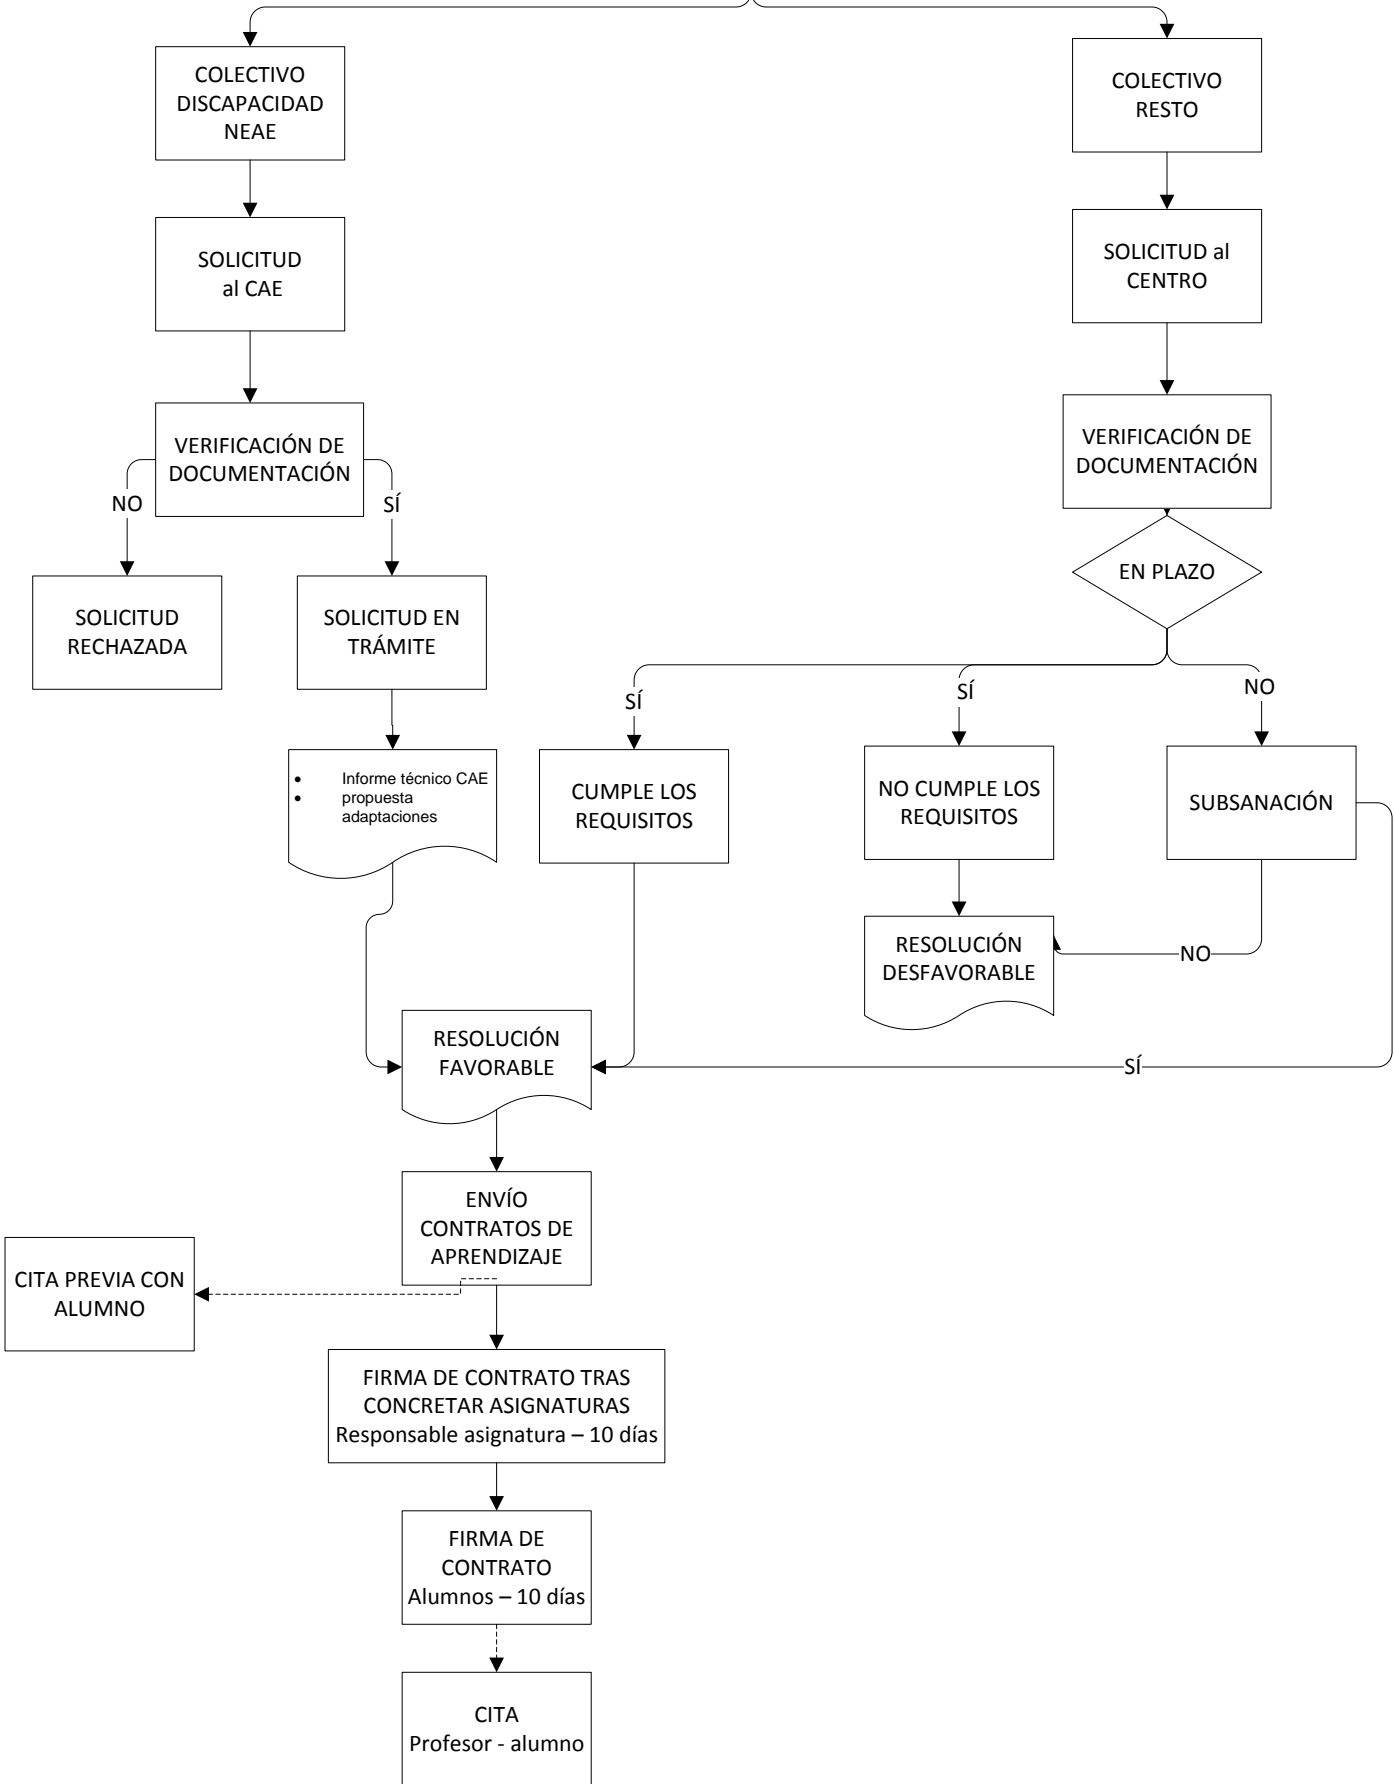 COLECTIVO
DISCAPACIDAD
NEAE
COLECTIVO
RESTO
SOLICITUD
al CAE
SOLICITUD al
CENTRO
VERIFICACIÓN DE
DOCUMENTACIÓN
VERIFICACIÓN DE
DOCUMENTACIÓN
NO
SÍ
EN PLAZO
SOLICITUD
RECHAZADA
SOLICITUD EN
TRÁMITE
SÍ
SÍ
NO
• Informe técnico CAE
• propuesta
adaptaciones
CUMPLE LOS
REQUISITOS
NO CUMPLE LOS
REQUISITOS
SUBSANACIÓN
RESOLUCIÓN
DESFAVORABLE
NO
RESOLUCIÓN
FAVORABLE
SÍ
ENVÍO
CONTRATOS DE
APRENDIZAJE
CITA PREVIA CON
ALUMNO
FIRMA DE CONTRATO TRAS
CONCRETAR ASIGNATURAS
Responsable asignatura – 10 días
FIRMA DE
CONTRATO
Alumnos – 10 días
CITA
Profesor - alumno